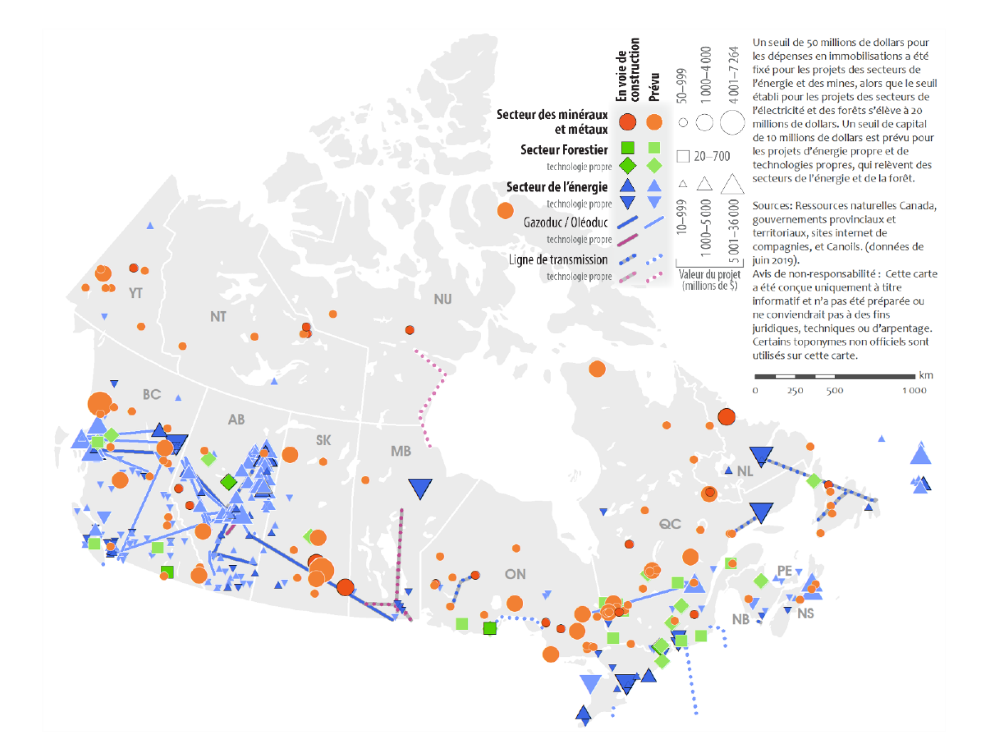 Un seuil de 50 millions de dollars pour
les dépenses en immobilisations a été
fixé pour les projets des secteurs de
l'énergie et des mines, alors que le seuil
établi pour les projets des secteurs de
l'électricité et des forêts s'élève à 20
millions de dollars. Un seuil de capital
de 10 millions de dollars est prévu pour
les projets d'énergie propre et de
technologies propres, qui relèvent des
secteurs de l'énergie et de la forêt.
Sources: Ressources naturelles Canada,
gouvernements provinciaux et
territoriaux, sites internet de
compagnies, et Canoils. (données de
juin 2019).
Avis de non-responsabilité : Cette carte
a été conçue uniquement à titre
informatif et n'a pas été préparée ou
ne conviendrait pas à des fins
juridiques, techniques ou d'arpentage.
Certains toponymes non officiels sont
utilisés sur cette carte.
km
0 250 500 1 000
En voie de
construction
Prévu
50–999
1 000–4 000
4 001–7 264
Secteur des minéraux
et métaux
Secteur Forestier
20–700
technologie propre
Secteur de l'énergie
technologie propre
Gazoduc / Oléoduc
technologie propre
Ligne de transmission
technologie propre
10–999
1 000–5 000
5 001–36 000
Valeur du projet
(millions de $)
YT
NT
NU
BC
AB
SK
MB
ON
QC
NL
PE
NB
NS